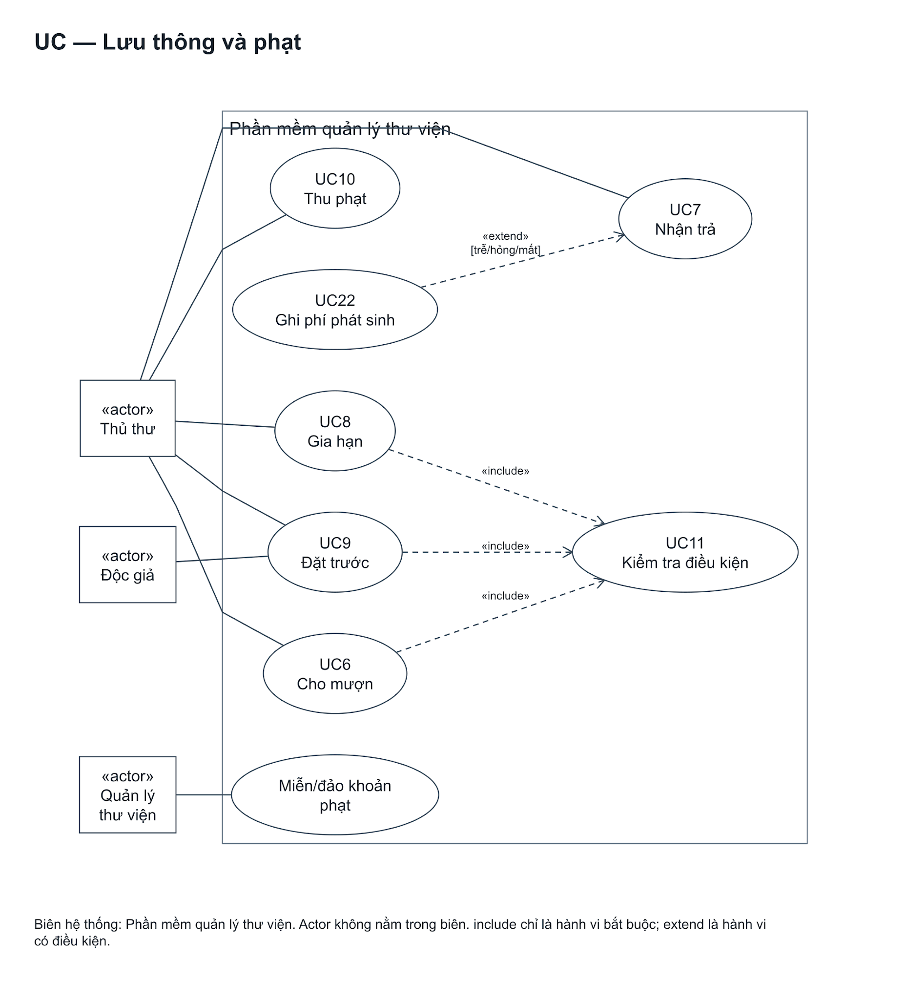 UC — Lưu thông và phạt
Phần mềm quản lý thư viện
UC10
Thu phạt
UC7
Nhận trả
«extend»
[trễ/hỏng/mất]
UC22
Ghi phí phát sinh
«actor»
Thủ thư
UC8
Gia hạn
«include»
«actor»
Độc giả
UC9
Đặt trước
«include»
UC11
Kiểm tra điều kiện
«include»
UC6
Cho mượn
«actor»
Quản lý
thư viện
Miễn/đảo khoản
phạt
Biên hệ thống: Phần mềm quản lý thư viện. Actor không nằm trong biên. include chỉ là hành vi bắt buộc; extend là hành vi
có điều kiện.